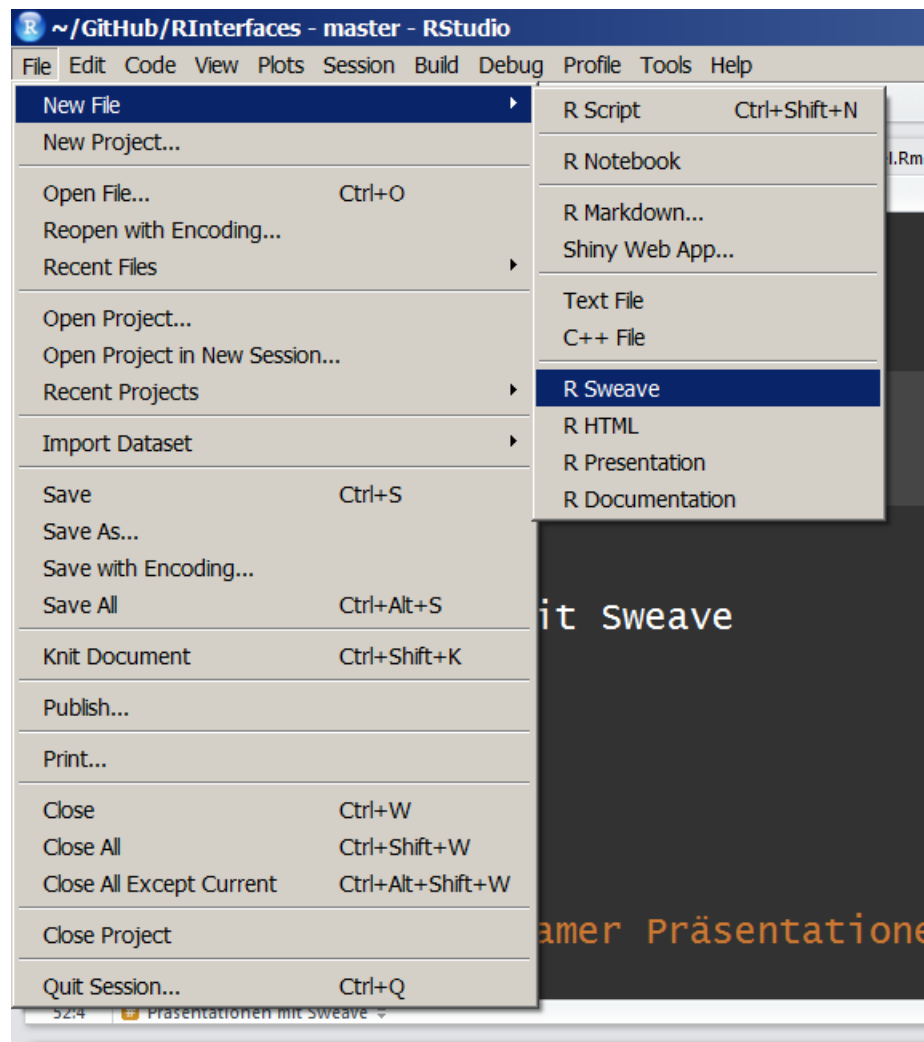 ~/GitHub/RInterfaces - master - RStudio
File Edit Code View Plots Session Build Debug Profile Tools Help
New File
New Project...
Open File... Ctrl+O
Reopen with Encoding...
Recent Files
Open Project...
Open Project in New Session...
Recent Projects
Import Dataset
Save Ctrl+S
Save As...
Save with Encoding...
Save All Ctrl+Alt+S
Knit Document Ctrl+Shift+K
Publish...
Print...
Close Ctrl+W
Close All Ctrl+Shift+W
Close All Except Current Ctrl+Alt+Shift+W
Close Project
Quit Session... Ctrl+Q
R Script Ctrl+Shift+N
R Notebook
R Markdown...
Shiny Web App...
Text File
C++ File
R Sweave
R HTML
R Presentation
R Documentation
l.Rm
it Sweave
amer Präsentatione
52:4 # Präsentationen mit Sweave